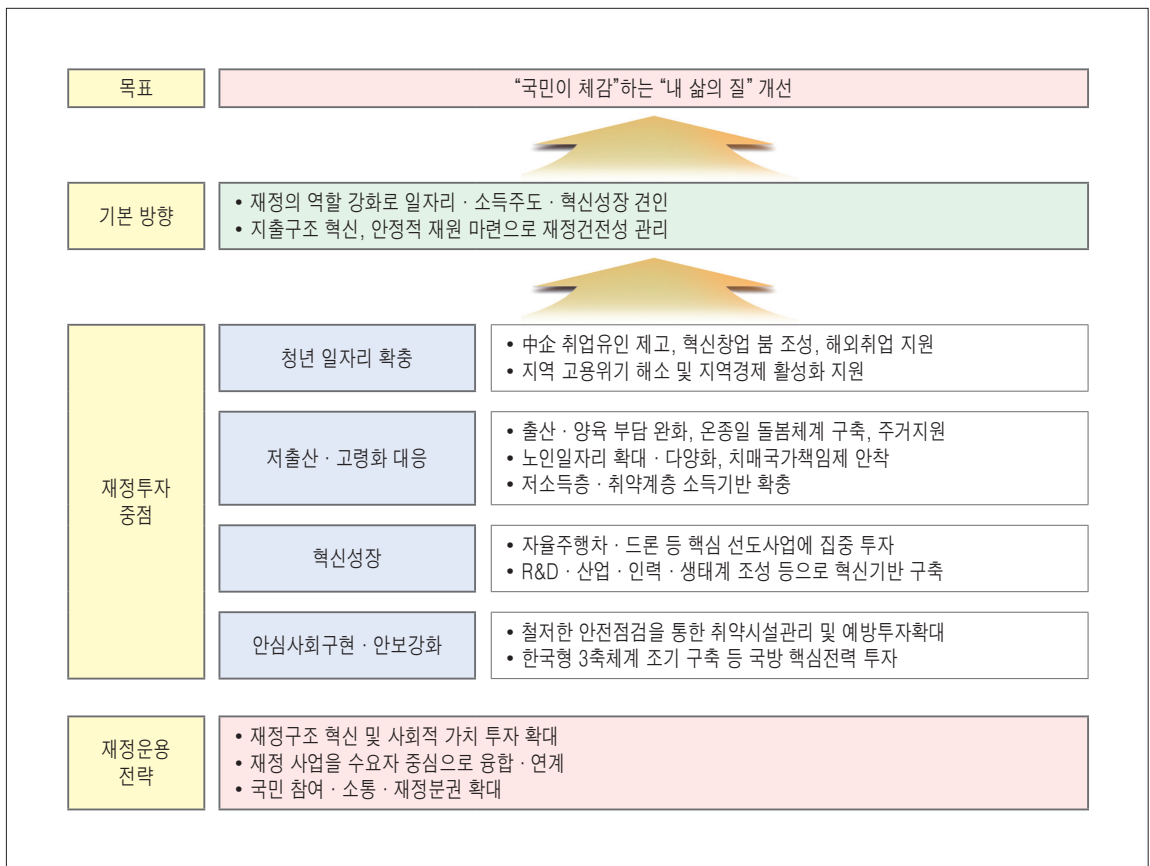 목표
“국민이 체감”하는 “내 삶의 질” 개선
기본 방향
• 재정의 역할 강화로 일자리 · 소득주도 · 혁신성장 견인
• 지출구조 혁신, 안정적 재원 마련으로 재정건전성 관리
재정투자
중점
청년 일자리 확충
• 中企 취업유인 제고, 혁신창업 붐 조성, 해외취업 지원
• 지역 고용위기 해소 및 지역경제 활성화 지원
저출산 · 고령화 대응
• 출산 · 양육 부담 완화, 온종일 돌봄체계 구축, 주거지원
• 노인일자리 확대 · 다양화, 치매국가책임제 안착
• 저소득층 · 취약계층 소득기반 확충
혁신성장
• 자율주행차 · 드론 등 핵심 선도사업에 집중 투자
• R&D · 산업 · 인력 · 생태계 조성 등으로 혁신기반 구축
안심사회구현 · 안보강화
• 철저한 안전점검을 통한 취약시설관리 및 예방투자확대
• 한국형 3축체계 조기 구축 등 국방 핵심전력 투자
재정운용
전략
• 재정구조 혁신 및 사회적 가치 투자 확대
• 재정 사업을 수요자 중심으로 융합 · 연계
• 국민 참여 · 소통 · 재정분권 확대